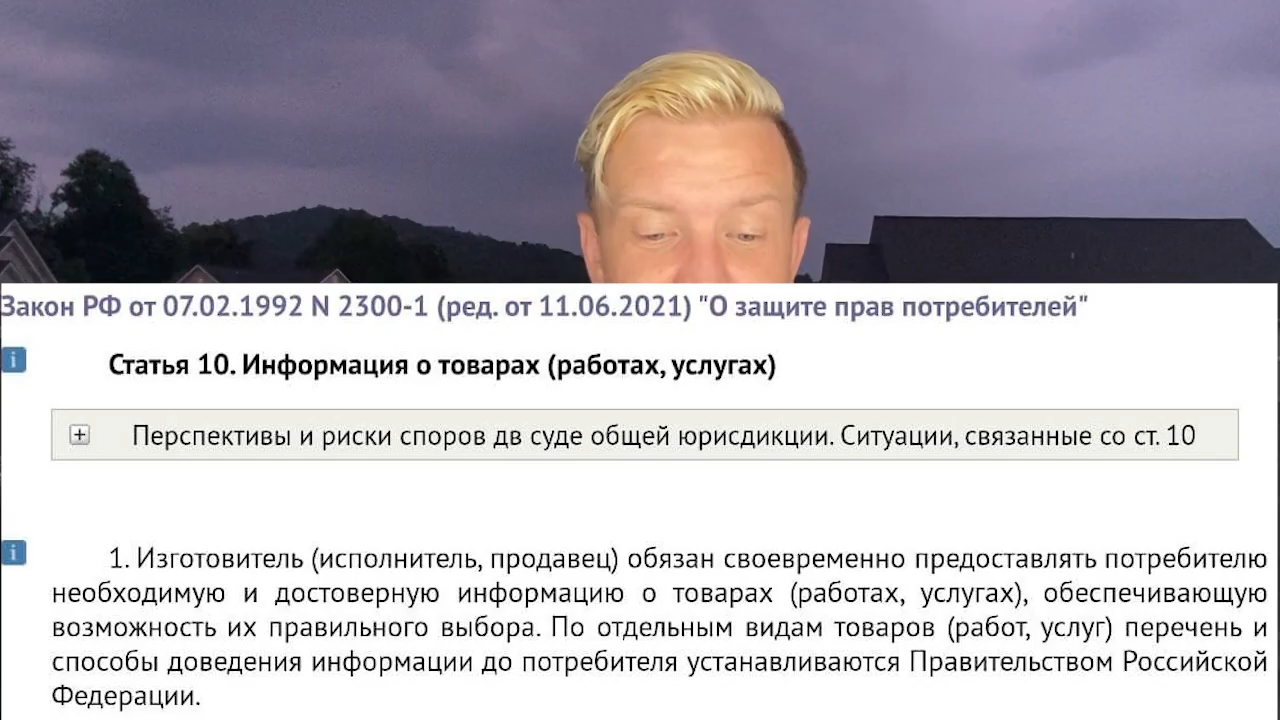 Закон РФ от 07.02.1992 N 2300-1 (ред. от 11.06.2021) "О защите прав потребителей"
Статья 10. Информация о товарах (работах, услугах)
Перспективы и риски споров дв суде общей юрисдикции. Ситуации, связанные со ст. 10
1. Изготовитель (исполнитель, продавец) обязан своевременно предоставлять потребителю
необходимую и достоверную информацию о товарах (работах, услугах), обеспечивающую
возможность их правильного выбора. По отдельным видам товаров (работ, услуг) перечень и
способы доведения информации до потребителя устанавливаются Правительством Российской
Федерации.